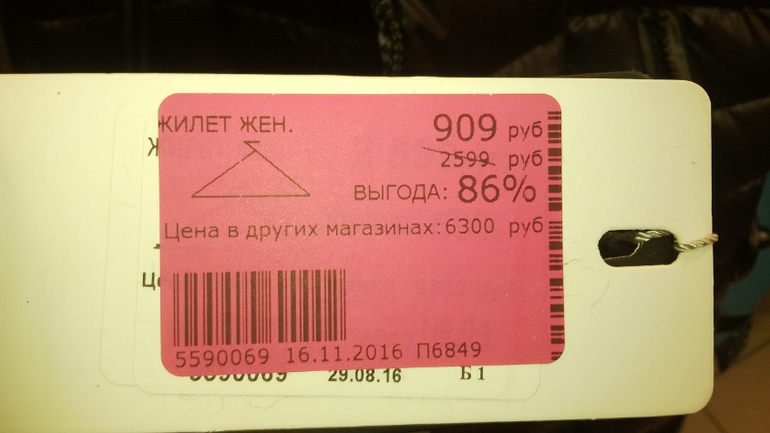 ЖИЛЕТ ЖЕН.
909 руб
2599 руб
ВЫГОДА: 86%
Цена в других магазинах: 6300 руб
5590069 16.11.2016 П6849
5590069 29.08.16 Б1